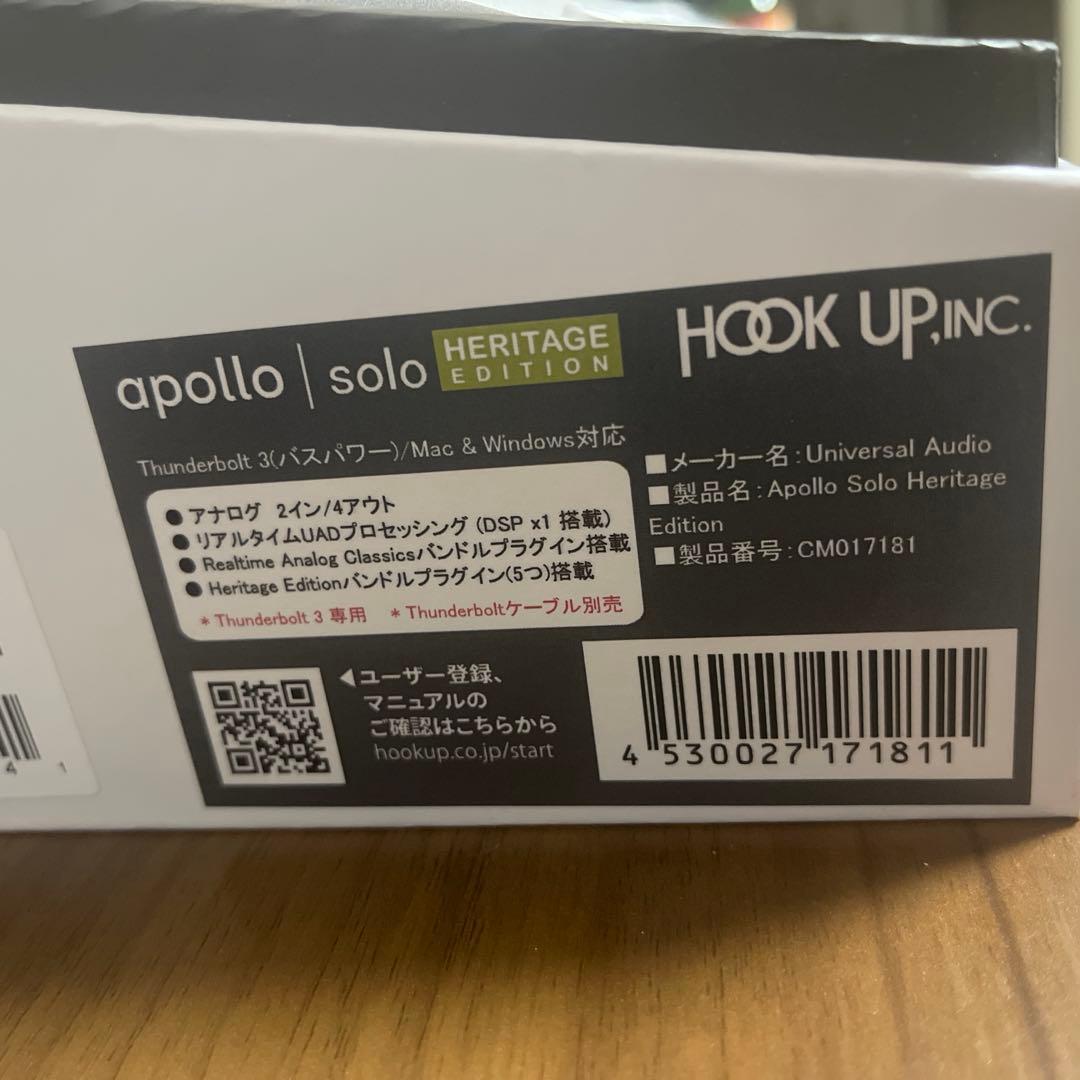 apollo | solo HERITAGE EDITION
HOOK UP,INC.
Thunderbolt 3(バスパワー)/Mac & Windows対応
● アナログ 2イン/4アウト
● リアルタイムUADプロセッシング (DSP x1 搭載)
● Realtime Analog Classicsバンドルプラグイン搭載
● Heritage Editionバンドルプラグイン(5つ)搭載
* Thunderbolt 3 専用 * Thunderboltケーブル別売
■メーカー名:Universal Audio
■製品名:Apollo Solo Heritage
Edition
■製品番号:CM017181
◀ユーザー登録、
マニュアルの
ご確認はこちらから
hookup.co.jp/start
4 530027 171811
4 1